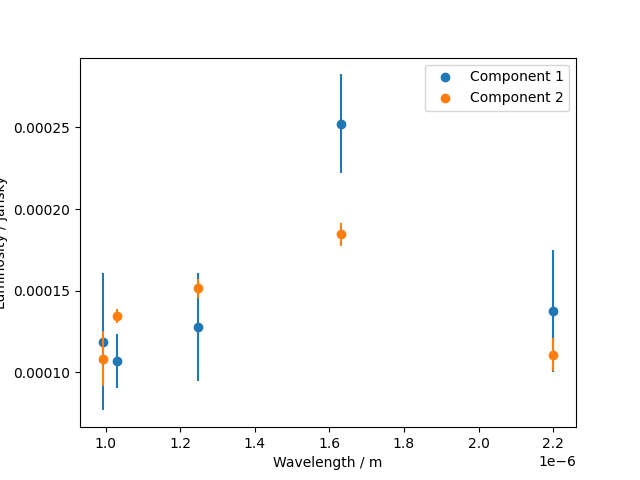 Component 1
Component 2
0.00025
0.00020
0.00015
0.00010
Luminosity / Jansky
1.0 1.2 1.4 1.6 1.8 2.0 2.2
1e−6
Wavelength / m